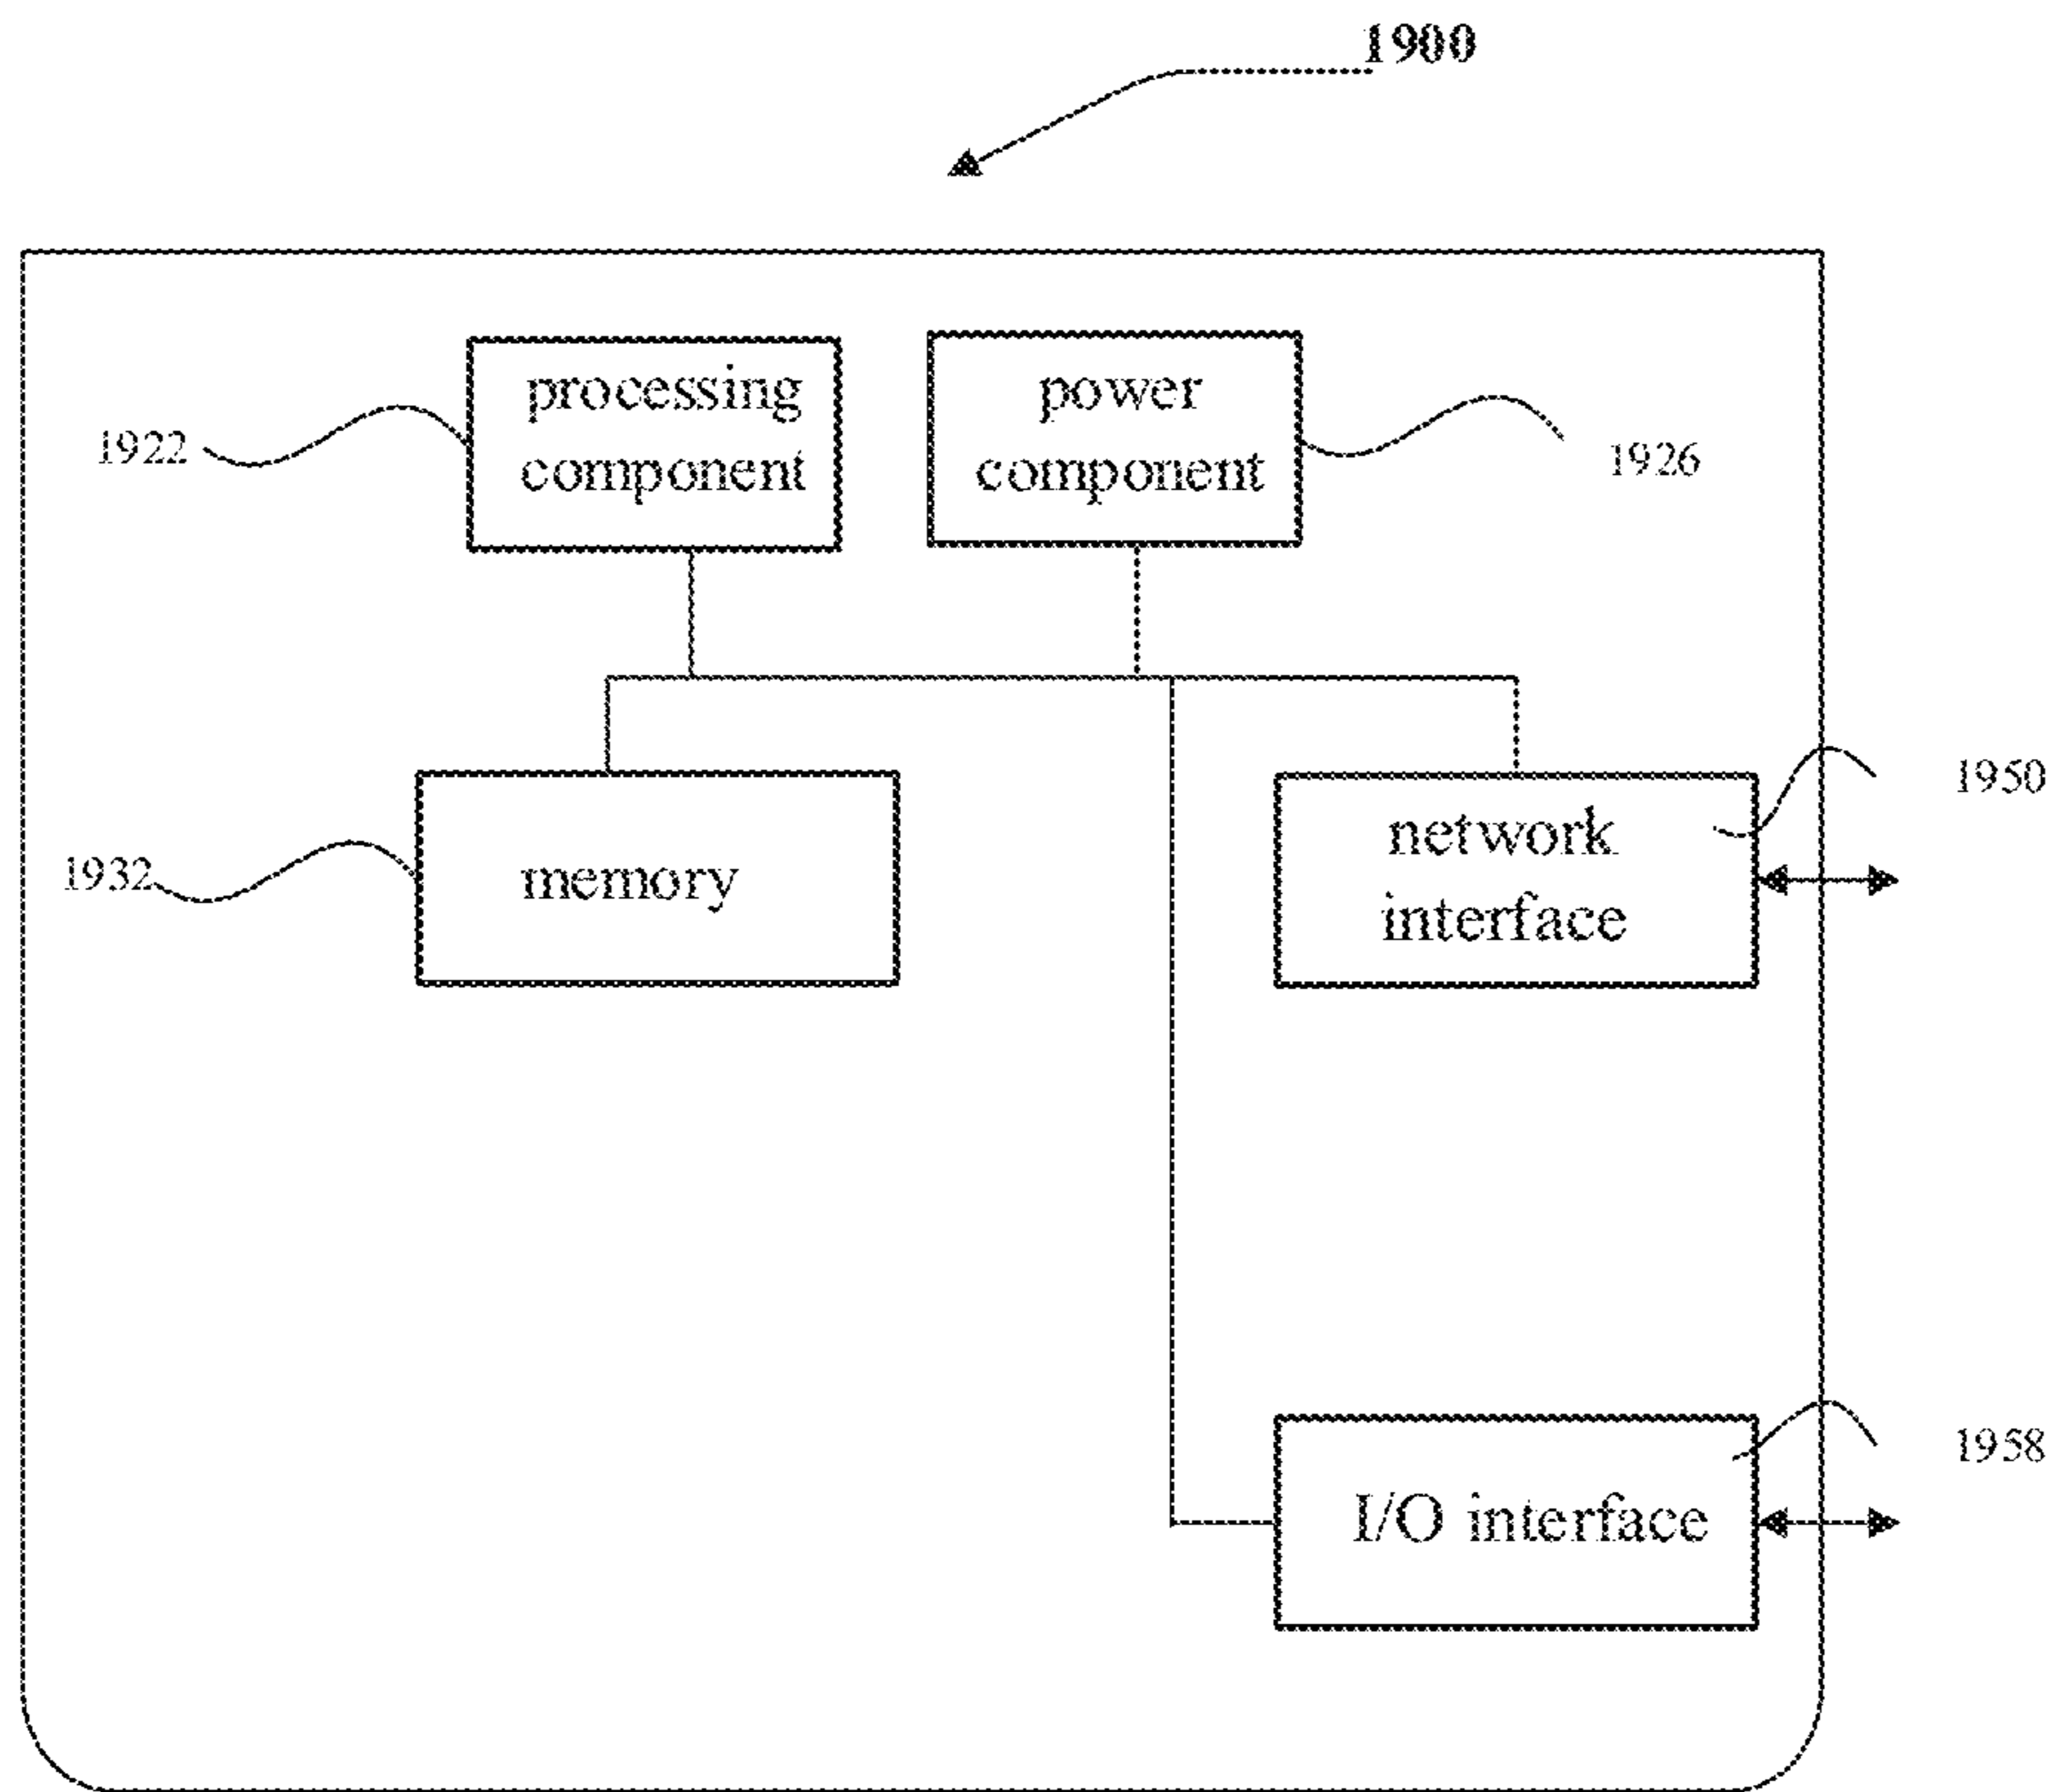 1900
processing
component
power
component
1922
1926
memory
1932
network
interface
1950
I/O interface
1958